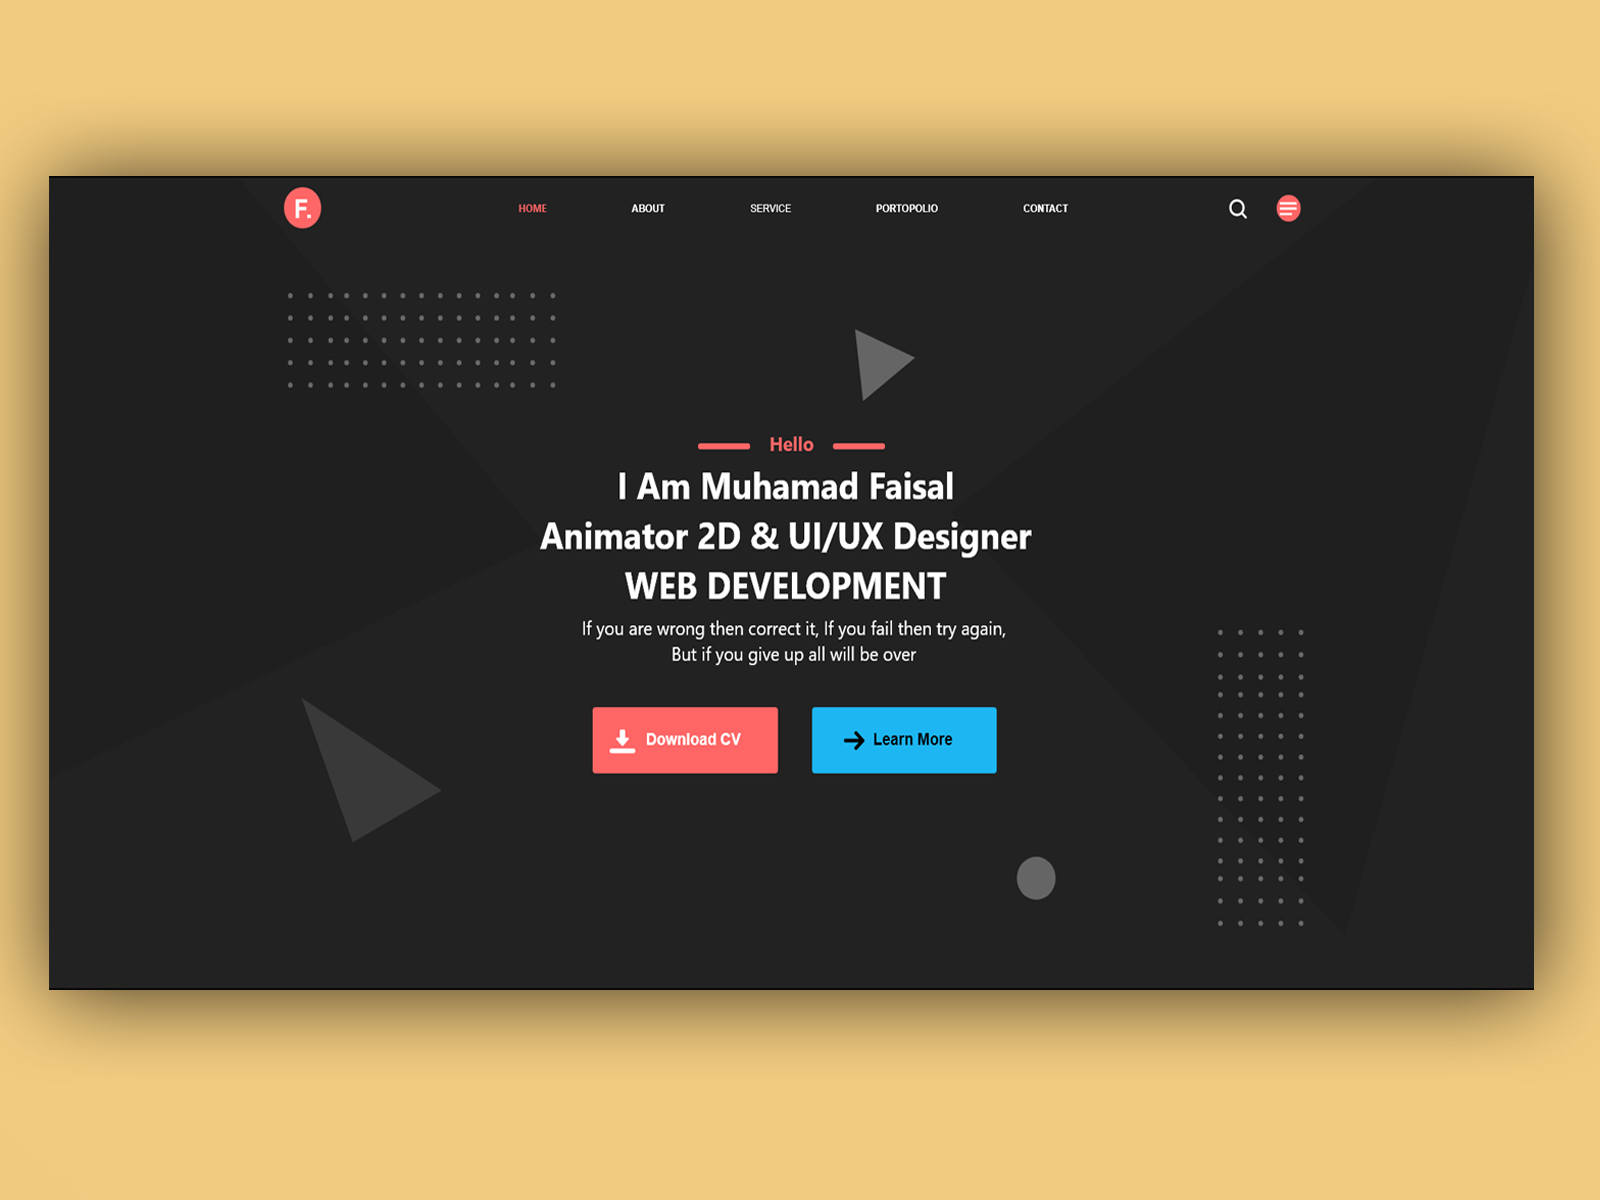 F.
HOME ABOUT SERVICE PORTOPOLIO CONTACT
Hello
I Am Muhamad Faisal
Animator 2D & UI/UX Designer
WEB DEVELOPMENT
If you are wrong then correct it, If you fail then try again,
But if you give up all will be over
Download CV
Learn More